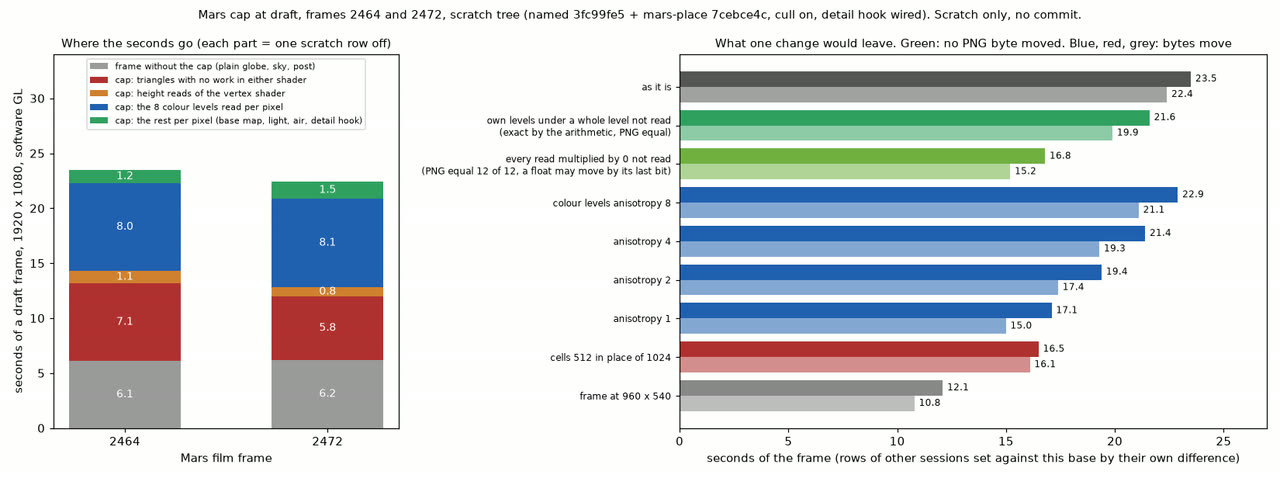 Mars cap at draft, frames 2464 and 2472, scratch tree (named 3fc99fe5 + mars-place 7cebce4c, cull on, detail hook wired). Scratch only, no commit.
Where the seconds go (each part = one scratch row off)
seconds of a draft frame, 1920 x 1080, software GL
30
25
20
15
10
5
0
frame without the cap (plain globe, sky, post)
cap: triangles with no work in either shader
cap: height reads of the vertex shader
cap: the 8 colour levels read per pixel
cap: the rest per pixel (base map, light, air, detail hook)
1.2
8.0
1.1
7.1
6.1
1.5
8.1
0.8
5.8
6.2
2464
2472
Mars film frame
What one change would leave. Green: no PNG byte moved. Blue, red, grey: bytes move
as it is
23.5
22.4
own levels under a whole level not read
(exact by the arithmetic, PNG equal)
21.6
19.9
every read multiplied by 0 not read
(PNG equal 12 of 12, a float may move by its last bit)
16.8
15.2
colour levels anisotropy 8
22.9
21.1
anisotropy 4
21.4
19.3
anisotropy 2
19.4
17.4
anisotropy 1
17.1
15.0
cells 512 in place of 1024
16.5
16.1
frame at 960 x 540
12.1
10.8
0
5
10
15
20
25
seconds of the frame (rows of other sessions set against this base by their own difference)